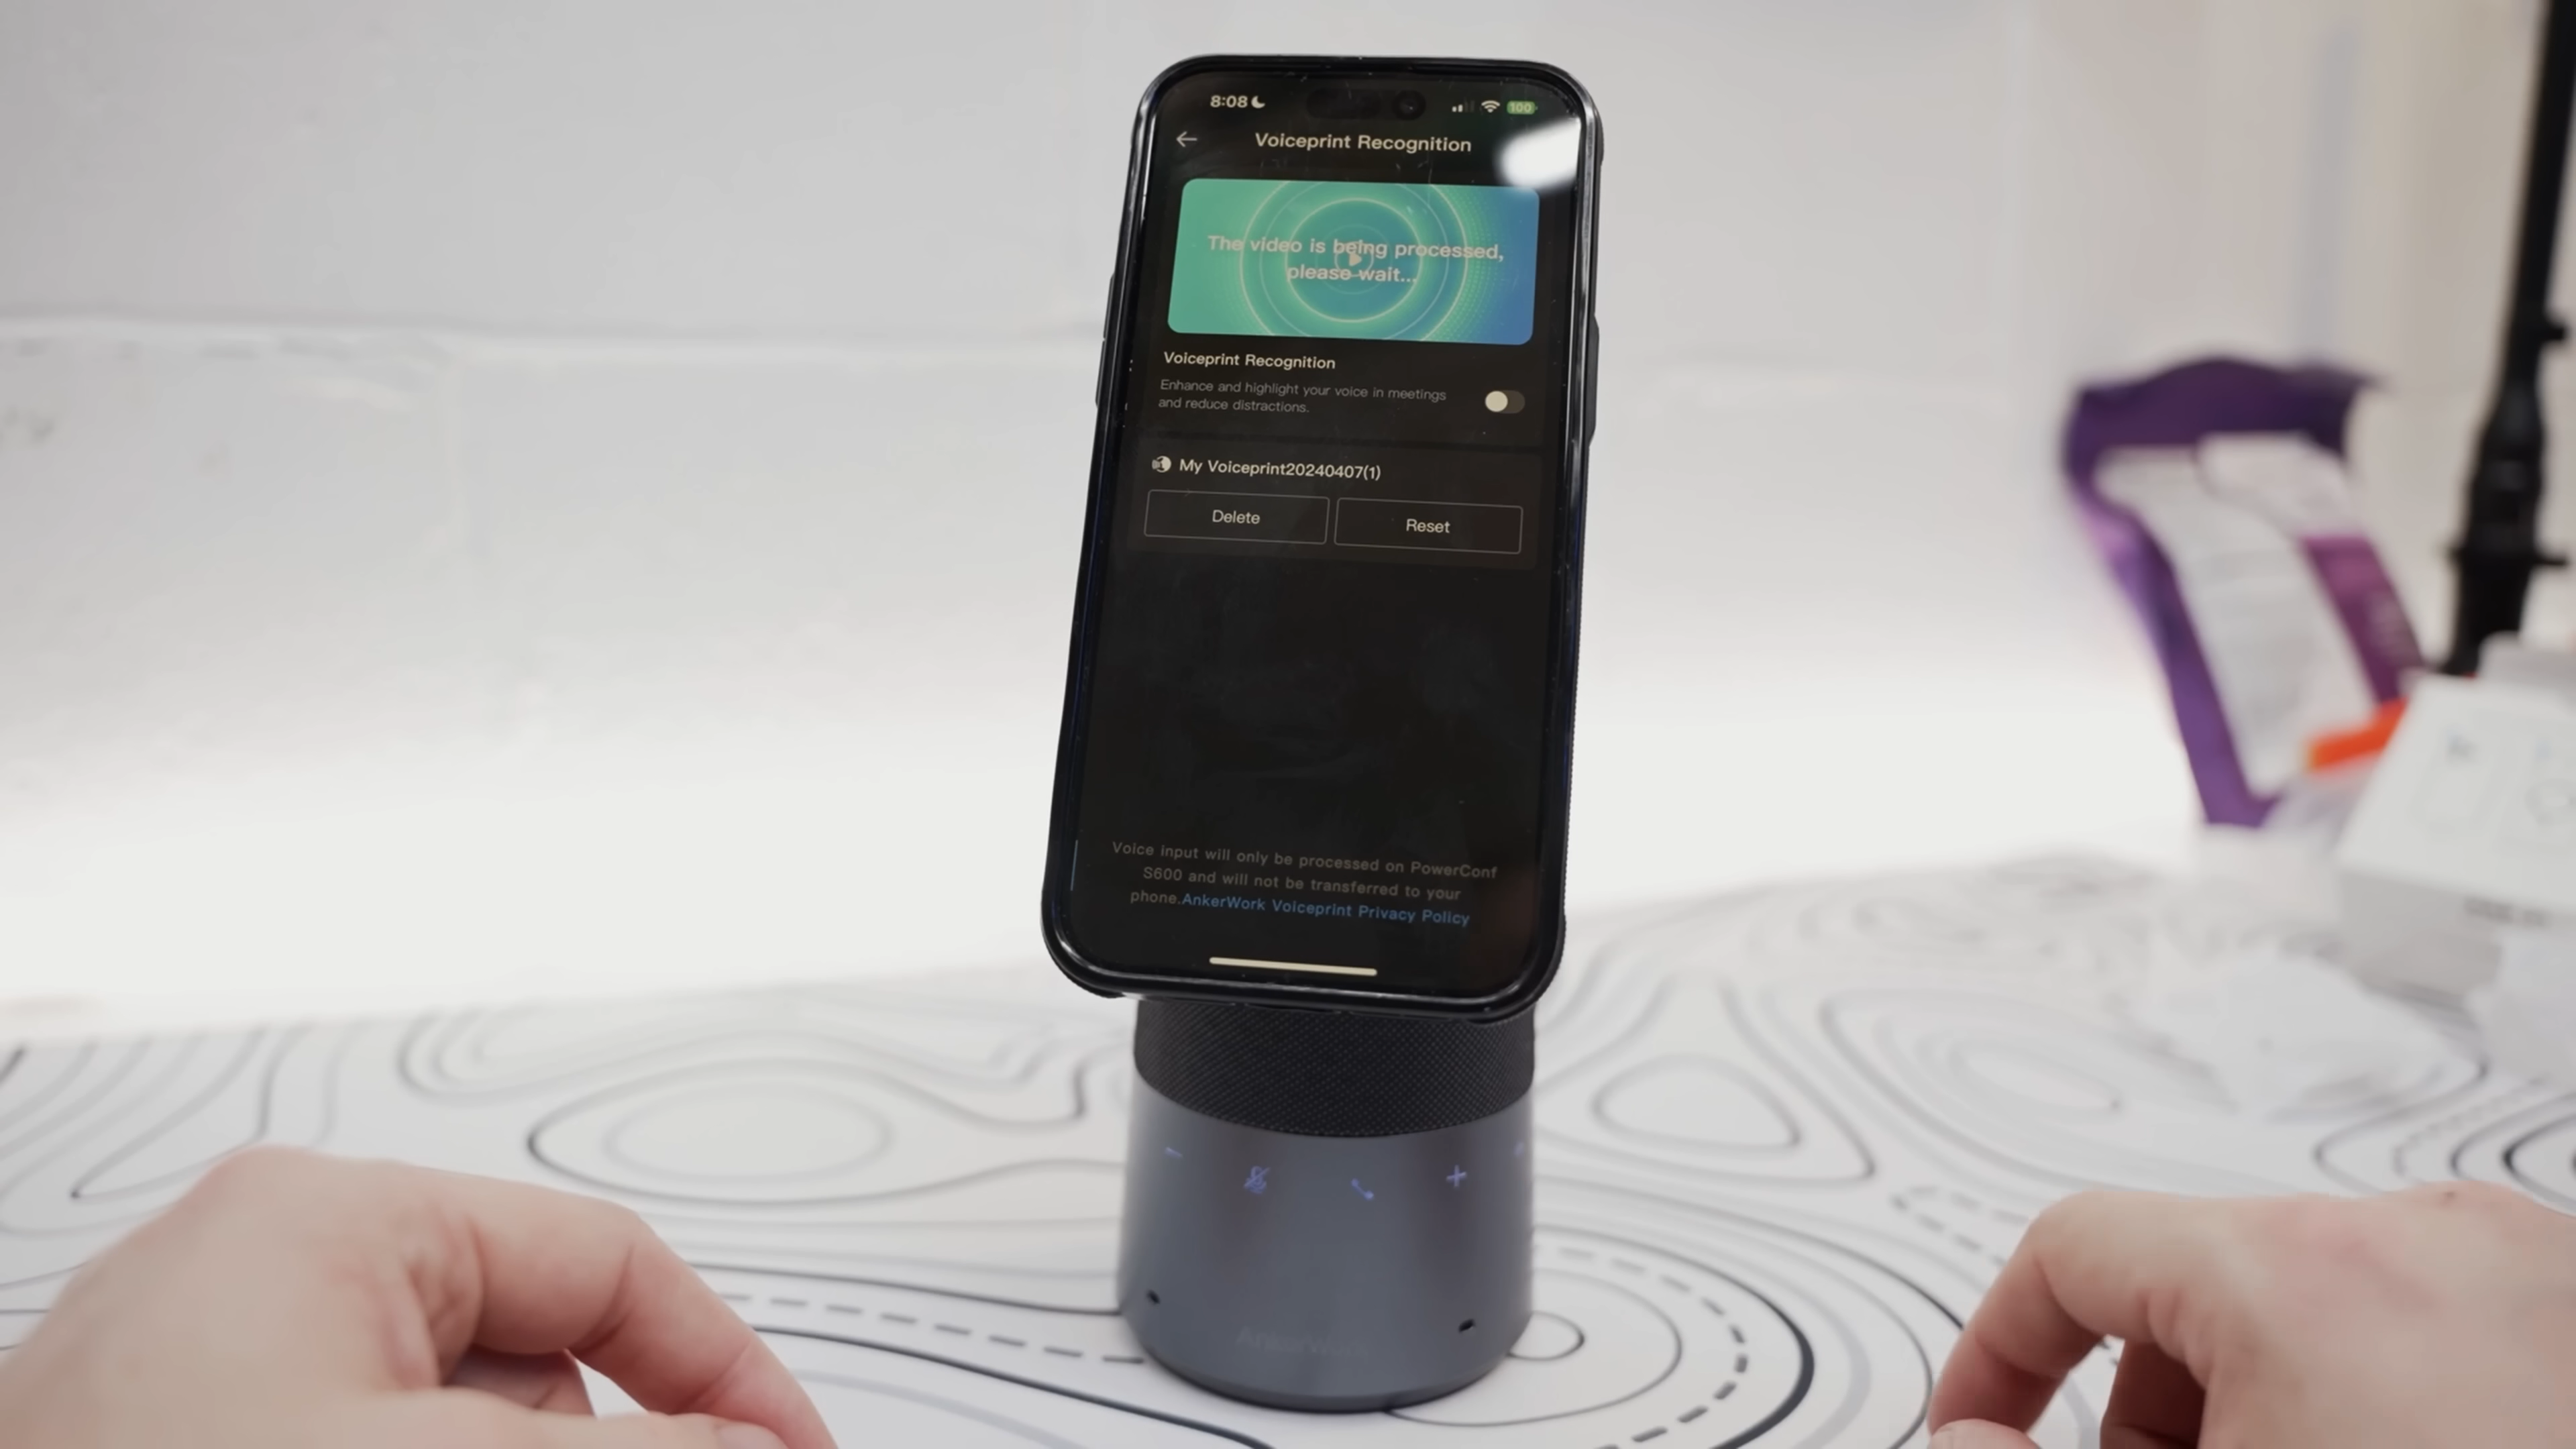 8:08
100
Voiceprint Recognition
The video is being processed,
please wait...
Voiceprint Recognition
Enhance and highlight your voice in meetings
and reduce distractions.
My Voiceprint20240407(1)
Delete
Reset
Voice input will only be processed on PowerConf
S600 and will not be transferred to your
phone.AnkerWork Voiceprint Privacy Policy
AnkerWork